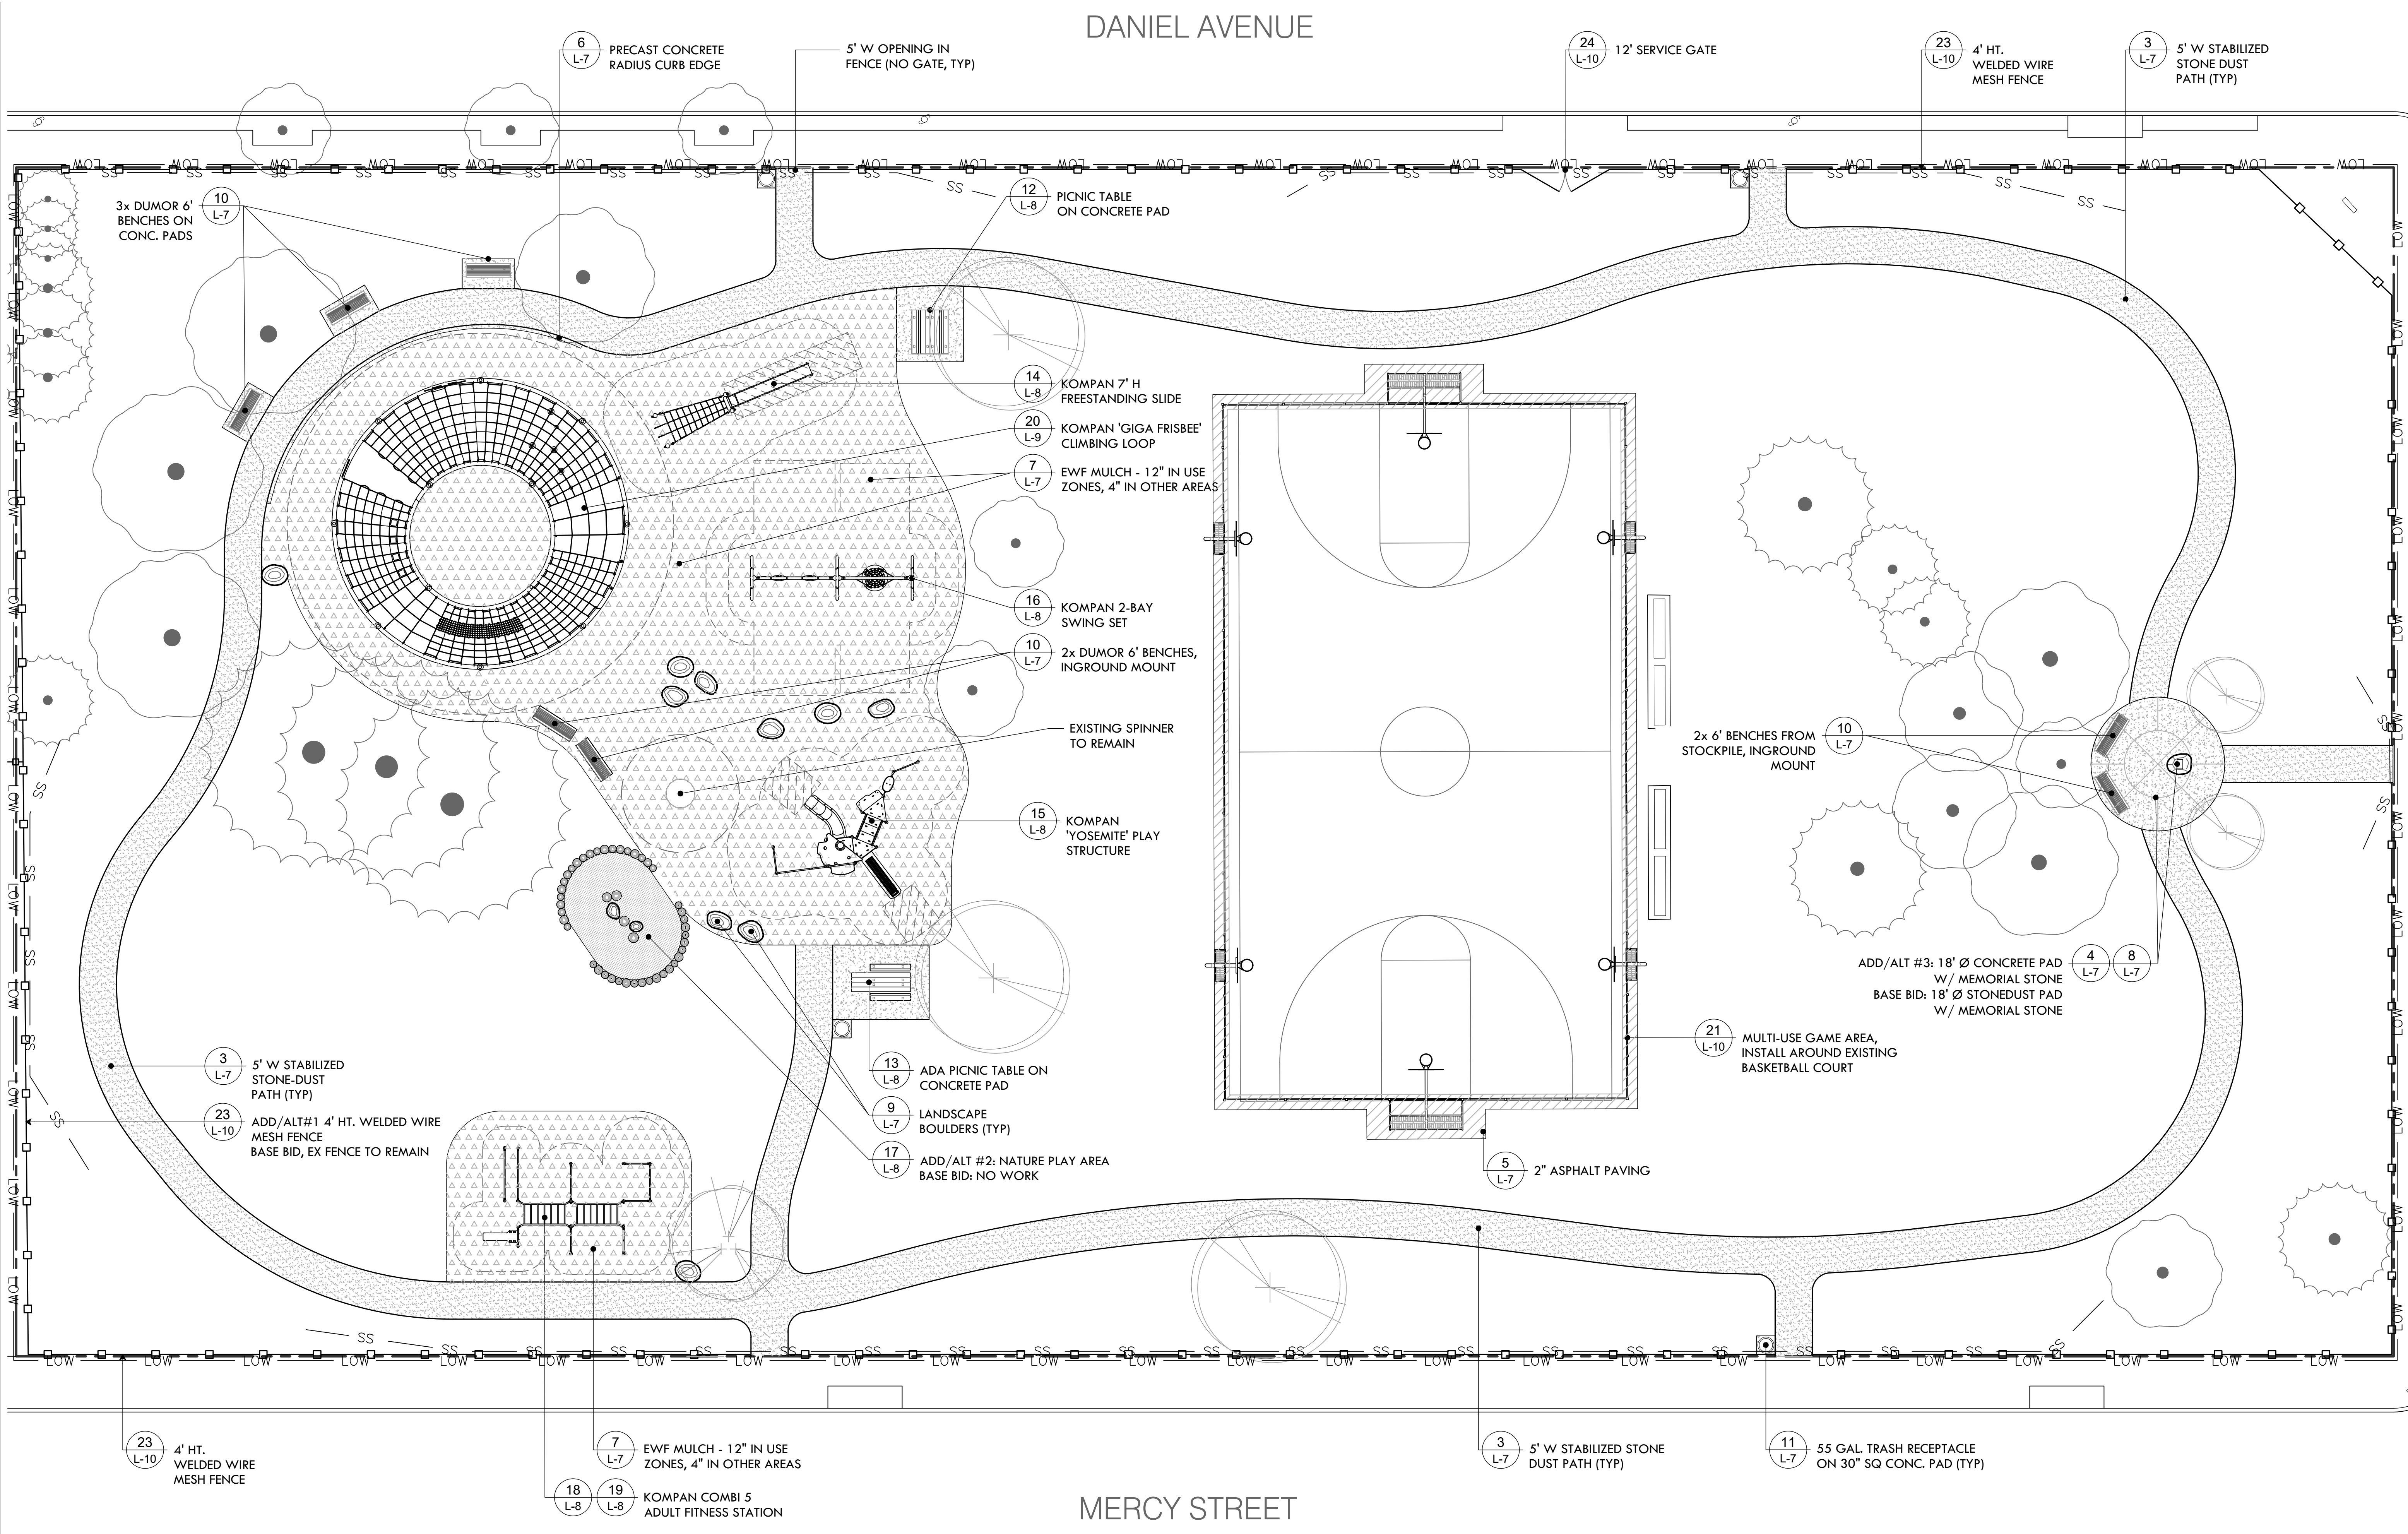 DANIEL AVENUE
6
L-7
PRECAST CONCRETE
RADIUS CURB EDGE
5' W OPENING IN
FENCE (NO GATE, TYP)
24
L-10
12' SERVICE GATE
23
L-10
4' HT.
WELDED WIRE
MESH FENCE
3
L-7
5' W STABILIZED
STONE DUST
PATH (TYP)
3x DUMOR 6'
BENCHES ON
CONC. PADS
10
L-7
12
L-8
PICNIC TABLE
ON CONCRETE PAD
14
L-8
KOMPAN 7' H
FREESTANDING SLIDE
20
L-9
KOMPAN 'GIGA FRISBEE'
CLIMBING LOOP
7
L-7
EWF MULCH - 12" IN USE
ZONES, 4" IN OTHER AREAS
16
L-8
KOMPAN 2-BAY
SWING SET
10
L-7
2x DUMOR 6' BENCHES,
INGROUND MOUNT
EXISTING SPINNER
TO REMAIN
15
L-8
KOMPAN
'YOSEMITE' PLAY
STRUCTURE
2x 6' BENCHES FROM
STOCKPILE, INGROUND
MOUNT
10
L-7
ADD/ALT #3: 18' Ø CONCRETE PAD
W/ MEMORIAL STONE
BASE BID: 18' Ø STONEDUST PAD
W/ MEMORIAL STONE
4
L-7
8
L-7
21
L-10
MULTI-USE GAME AREA,
INSTALL AROUND EXISTING
BASKETBALL COURT
3
L-7
5' W STABILIZED
STONE-DUST
PATH (TYP)
23
L-10
ADD/ALT#1 4' HT. WELDED WIRE
MESH FENCE
BASE BID, EX FENCE TO REMAIN
13
L-8
ADA PICNIC TABLE ON
CONCRETE PAD
9
L-7
LANDSCAPE
BOULDERS (TYP)
17
L-8
ADD/ALT #2: NATURE PLAY AREA
BASE BID: NO WORK
5
L-7
2" ASPHALT PAVING
23
L-10
4' HT.
WELDED WIRE
MESH FENCE
7
L-7
EWF MULCH - 12" IN USE
ZONES, 4" IN OTHER AREAS
18
L-8
19
L-8
KOMPAN COMBI 5
ADULT FITNESS STATION
3
L-7
5' W STABILIZED STONE
DUST PATH (TYP)
11
L-7
55 GAL. TRASH RECEPTACLE
ON 30" SQ CONC. PAD (TYP)
MERCY STREET